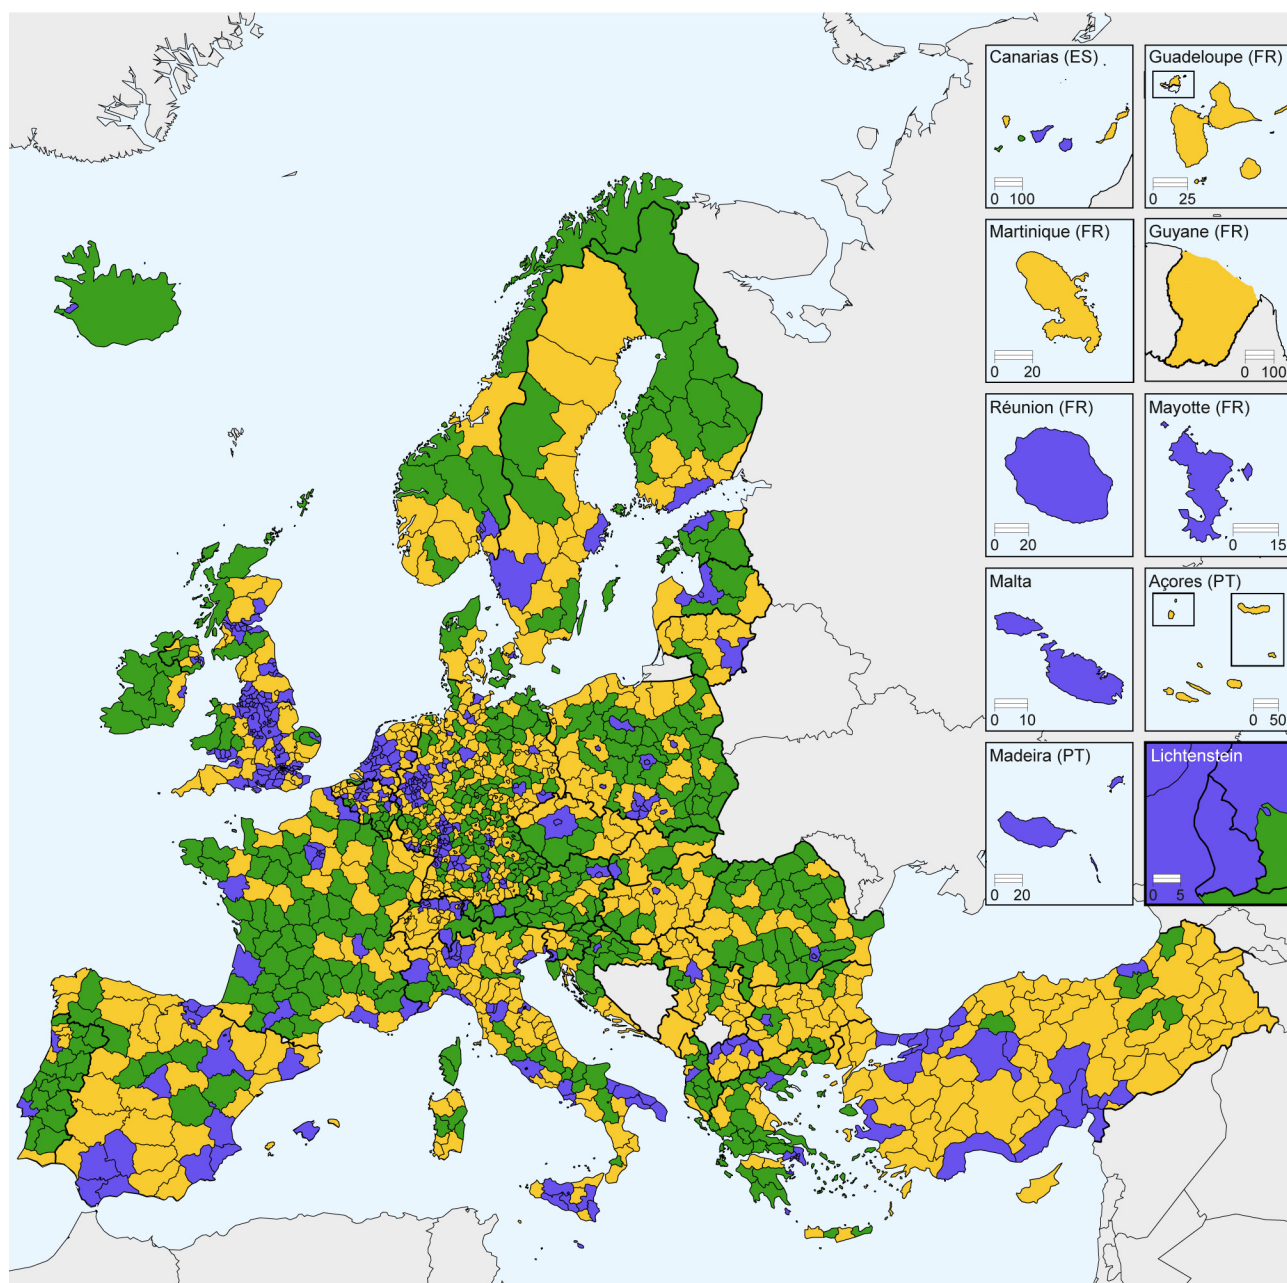 Canarias (ES)
0 100
Guadeloupe (FR)
0 25
Martinique (FR)
0 20
Guyane (FR)
0 100
Réunion (FR)
0 20
Mayotte (FR)
0 15
Malta
0 10
Açores (PT)
0 50
Madeira (PT)
0 20
Lichtenstein
0 5